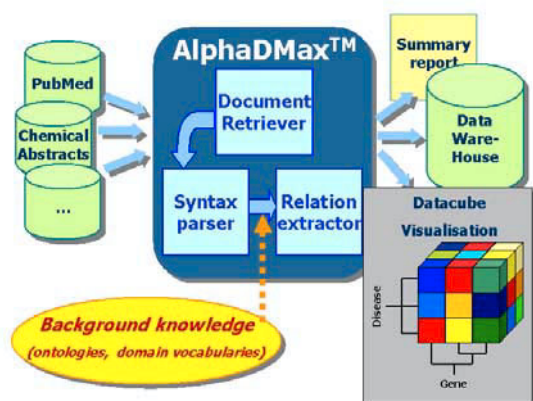 AlphaDMax™
PubMed
Chemical
Abstracts
...
Document
Retriever
Syntax
parser
Relation
extractor
Summary
report
Data
Ware-
House
Datacube
Visualisation
Disease
Gene
Background knowledge
(ontologies, domain vocabularies)